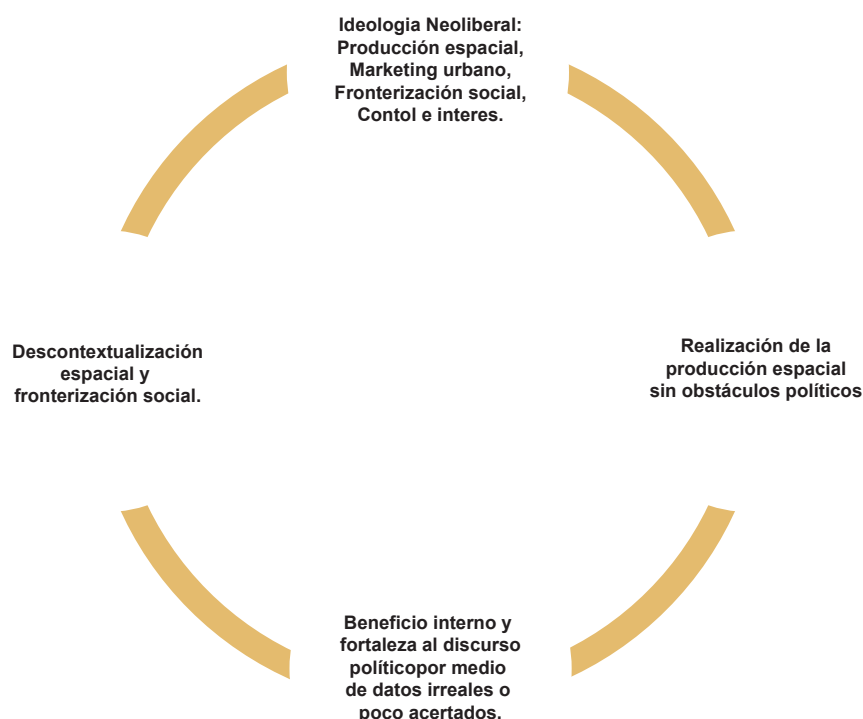 Ideologia Neoliberal:
Producción espacial,
Marketing urbano,
Fronterización social,
Contol e interes.
Descontextualización
espacial y
fronterización social.
Realización de la
producción espacial
sin obstáculos políticos
Beneficio interno y
fortaleza al discurso
políticopor medio
de datos irreales o
poco acertados.